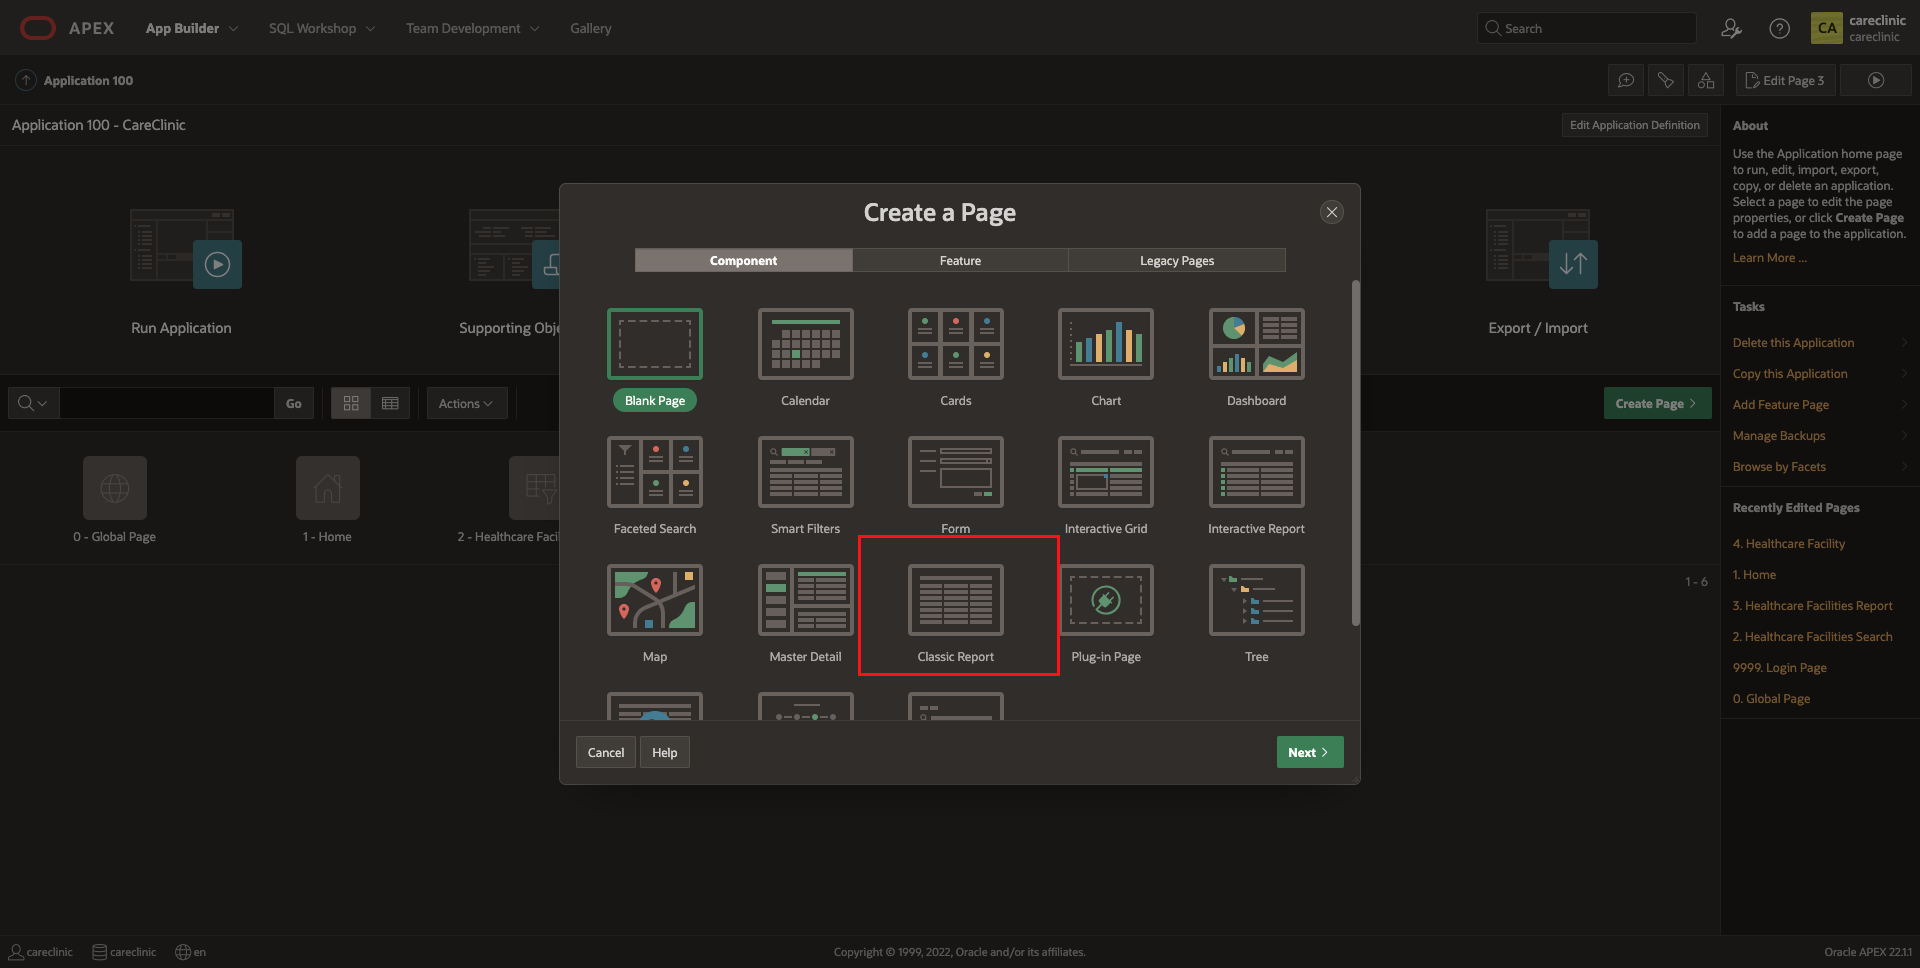 APEX
App Builder
SQL Workshop
Team Development
Gallery
Search
CA
careclinic
careclinic
Application 100
Edit Page 3
Application 100 - CareClinic
Edit Application Definition
Run Application
Supporting Obje
Export / Import
Go
Actions
Create Page
0 - Global Page
1 - Home
2 - Healthcare Facil
1 - 6
About
Use the Application home page
to run, edit, import, export,
copy, or delete an application.
Select a page to edit the page
properties, or click Create Page
to add a page to the application.
Learn More ...
Tasks
Delete this Application
Copy this Application
Add Feature Page
Manage Backups
Browse by Facets
Recently Edited Pages
4. Healthcare Facility
1. Home
3. Healthcare Facilities Report
2. Healthcare Facilities Search
9999. Login Page
0. Global Page
Create a Page
Component
Feature
Legacy Pages
Blank Page
Calendar
Cards
Chart
Dashboard
Faceted Search
Smart Filters
Form
Interactive Grid
Interactive Report
Map
Master Detail
Classic Report
Plug-in Page
Tree
Cancel
Help
Next
careclinic
careclinic
en
Copyright © 1999, 2022, Oracle and/or its affiliates.
Oracle APEX 22.1.1